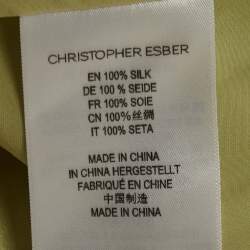 CHRISTOPHER ESBER
EN 100% SILK
DE 100% SEIDE
FR 100% SOIE
CN 100%丝绸
IT 100% SETA
MADE IN CHINA
IN CHINA HERGESTELLT
FABRIQUÉ EN CHINE
中国制造
MADE IN CHINA